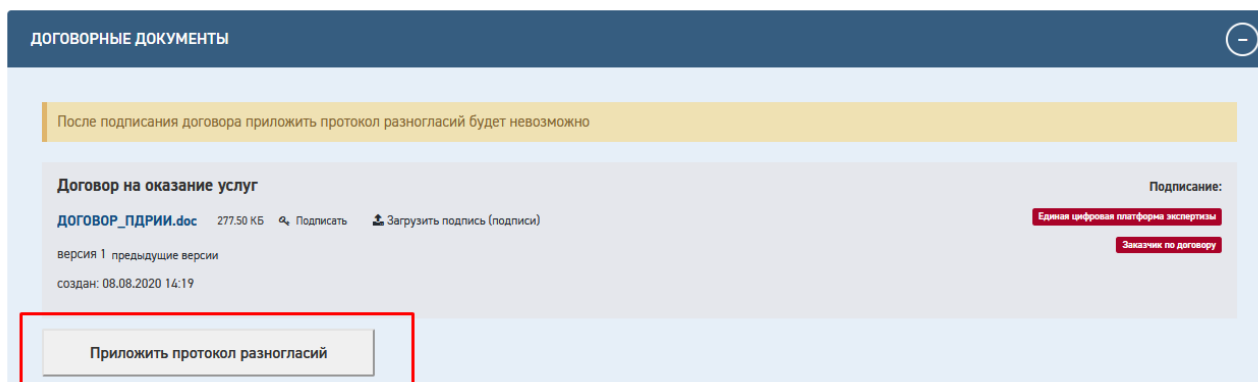 ДОГОВОРНЫЕ ДОКУМЕНТЫ
После подписания договора приложить протокол разногласий будет невозможно
Договор на оказание услуг
Подписание:
ДОГОВОР_ПДРИИ.doc 277.50 КБ Подписать Загрузить подпись (подписи)
Единая цифровая платформа экспертизы
Заказчик по договору
версия 1 предыдущие версии
создан: 08.08.2020 14:19
Приложить протокол разногласий